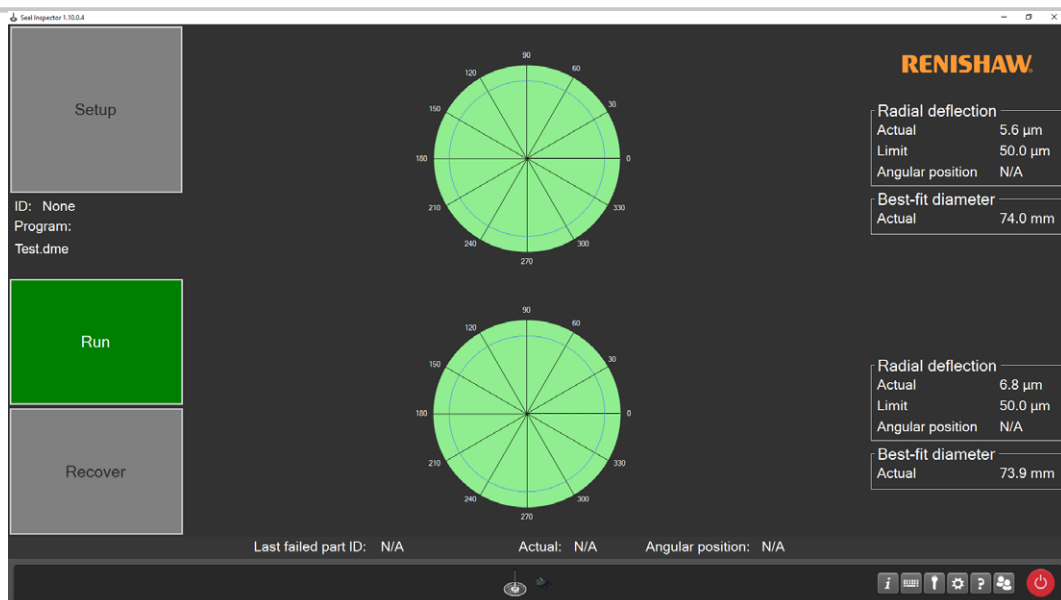 Seal Inspector 1.10.0.4
Setup
ID: None
Program:
Test.dme
Run
Recover
90
60
30
0
330
300
270
240
210
180
150
120
90
60
30
0
330
300
270
240
210
180
150
120
RENISHAW.
Radial deflection
Actual 5.6 µm
Limit 50.0 µm
Angular position N/A
Best-fit diameter
Actual 74.0 mm
Radial deflection
Actual 6.8 µm
Limit 50.0 µm
Angular position N/A
Best-fit diameter
Actual 73.9 mm
Last failed part ID: N/A Actual: N/A Angular position: N/A
i
?